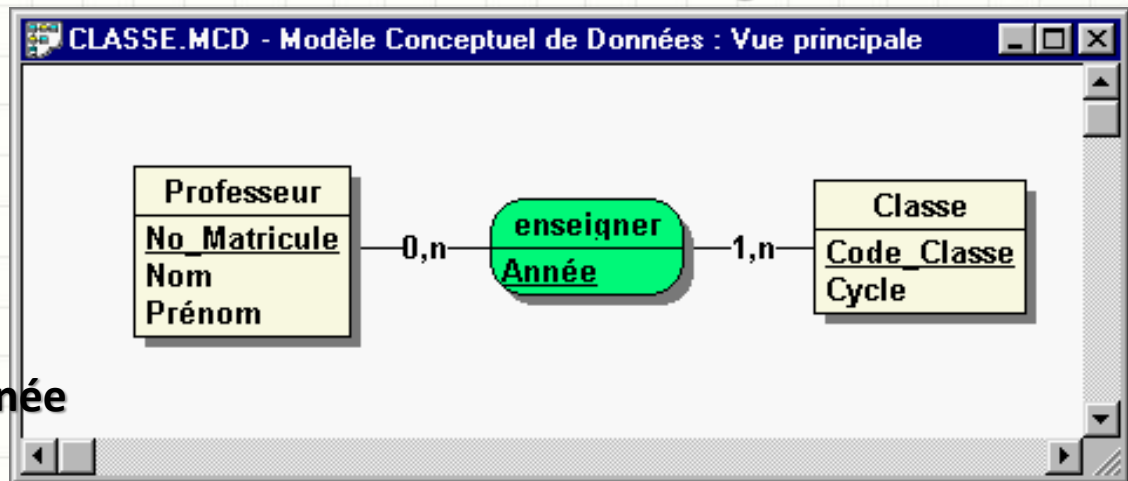 CLASSE.MCD - Modèle Conceptuel de Données : Vue principale
Professeur
No_Matricule
Nom
Prénom
0,n
enseigner
Année
1,n
Classe
Code_Classe
Cycle
née